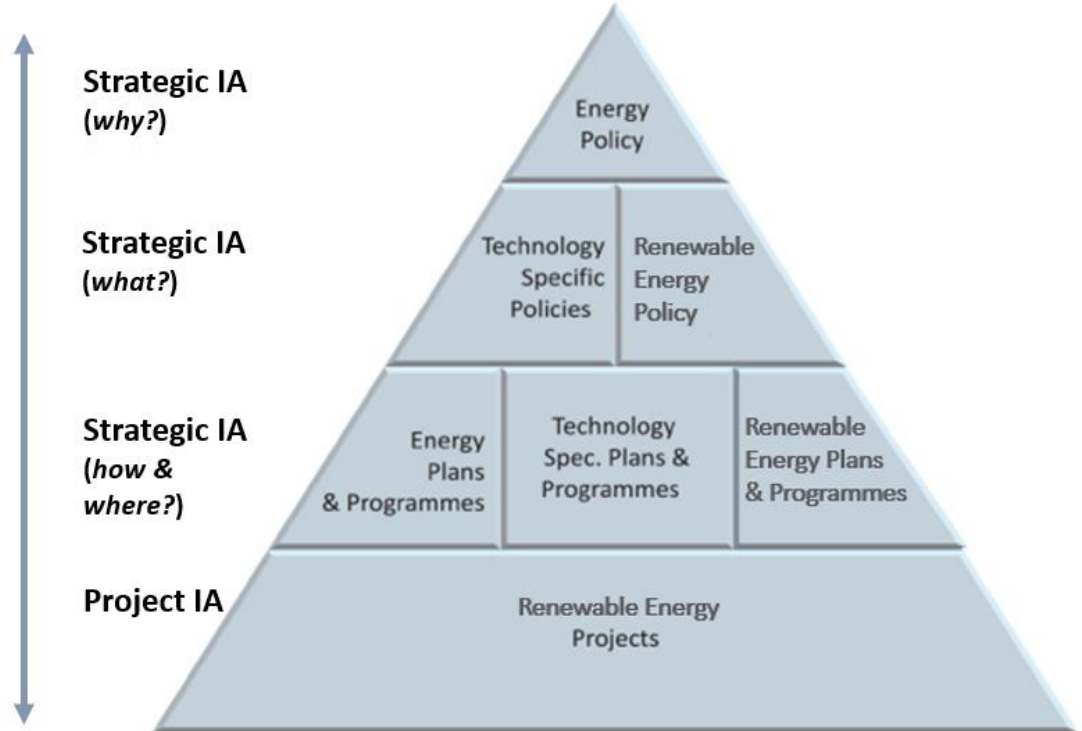 Strategic IA
(why?)
Energy
Policy
Strategic IA
(what?)
Technology
Specific
Policies
Renewable
Energy
Policy
Strategic IA
(how &
where?)
Energy
Plans
& Programmes
Technology
Spec. Plans &
Programmes
Renewable
Energy Plans
& Programmes
Project IA
Renewable Energy
Projects